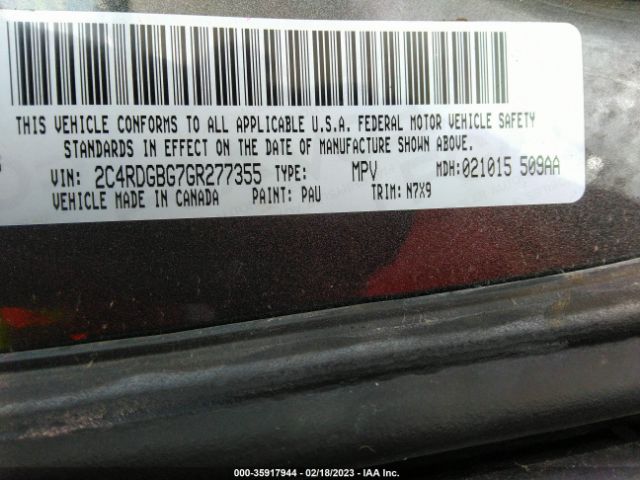 THIS VEHICLE CONFORMS TO ALL APPLICABLE U.S.A. FEDERAL MOTOR VEHICLE SAFETY
STANDARDS IN EFFECT ON THE DATE OF MANUFACTURE SHOWN ABOVE.
VIN: 2C4RDGBG7GR277355 TYPE: MPV MDH:021015 509AA
VEHICLE MADE IN CANADA PAINT: PAU TRIM: N7X9
000-35917944 - 02/18/2023 - IAA Inc.